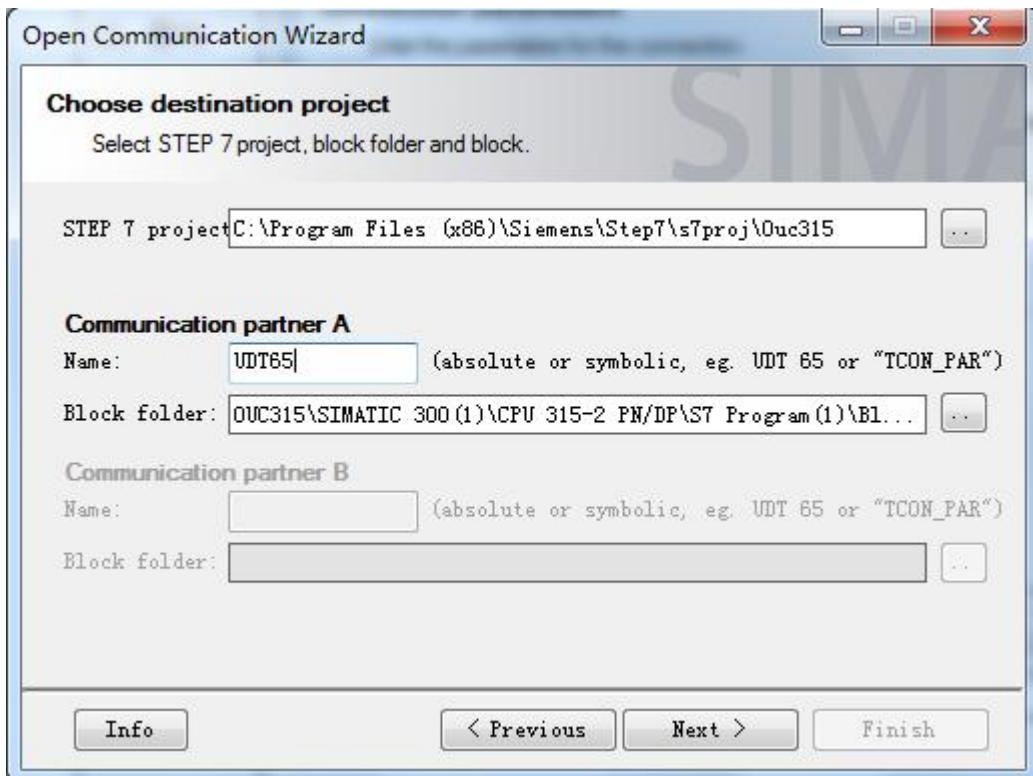 Open Communication Wizard
Choose destination project
Select STEP 7 project, block folder and block.
SIMA
STEP 7 project C:\Program Files (x86)\Siemens\Step7\s7proj\Ouc315 ..
Communication partner A
Name: UDT65 (absolute or symbolic, eg. UDT 65 or "TCON_PAR")
Block folder: OUC315\SIMATIC 300(1)\CPU 315-2 PN/DP\S7 Program(1)\Bl... ..
Communication partner B
Name: (absolute or symbolic, eg. UDT 65 or "TCON_PAR")
Block folder: ..
Info < Previous Next > Finish